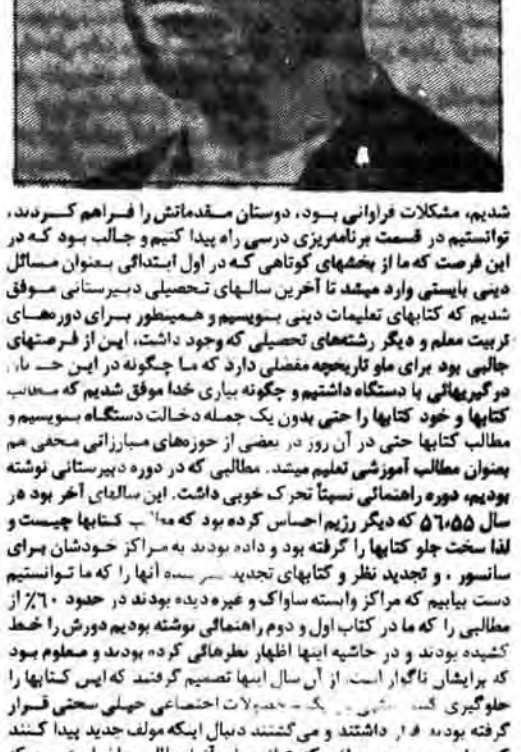 شدیم، مشکلات فراوانی بود، دوستان مقدماتش را فراهم کردند،
توانستیم در قسمت برنامه‌ریزی درسی راه پیدا کنیم و جالب بود که در
این فرصت که ما از بخشهای کوتاهی که در اول ابتدائی بعنوان مسائل
دینی بایستی وارد میشد تا آخرین سالهای تحصیلی دبیرستانی موفق
شدیم که کتابهای تعلیمات دینی بنویسیم و همینطور برای دوره‌های
تربیت معلم و دیگر رشته‌های تحصیلی که وجود داشت، این از فرصتهای
جالبی بود برای ماو تاریخچه مفصلی دارد که ما چگونه در این
درگیریهائی با دستگاه داشتیم و چگونه بیاری خدا موفق شدیم که
کتابها و خود کتابها را حتی بدون یک جمله دخالت دستگاه بنویسیم و
مطالب کتابها حتی در آن روز در بعضی از حوزه‌های مبارزاتی مخفی هم
بعنوان مطالب آموزشی تعلیم میشد. مطالبی که در دوره دبیرستانی نوشته
بودیم، دوره راهنمائی نسبتاً تحرک خوبی داشت. این سالهای آخر بود در
سال ۵۶،۵۵ که دیگر رژیم احساس کرده بود که کتابها چیست و
لذا سخت جلو کتابها را گرفته بود و داده بودند به مراکز خودشان برای
سانسور . و تجدید نظر و کتابهای تجدید آنها را که ما توانستیم
دست بیابیم که مراکز وابسته ساواک و غیره دیده بودند در حدود ۶۰٪ از
مطالبی را که ما در کتاب اول و دوم راهنمائی نوشته بودیم دورش را خط
کشیده بودند و در حاشیه اینها اظهار نظرهائی کرده بودند و معلوم بود
که برایشان ناگوار است. از آن سال اینها تصمیم گرفتند که این کتابها را
جلوگیری کنند یک اجتماعی خیلی سختی قرار
گرفته بودند داشتند و می‌گشتند دنبال اینکه مولف جدید پیدا کنند